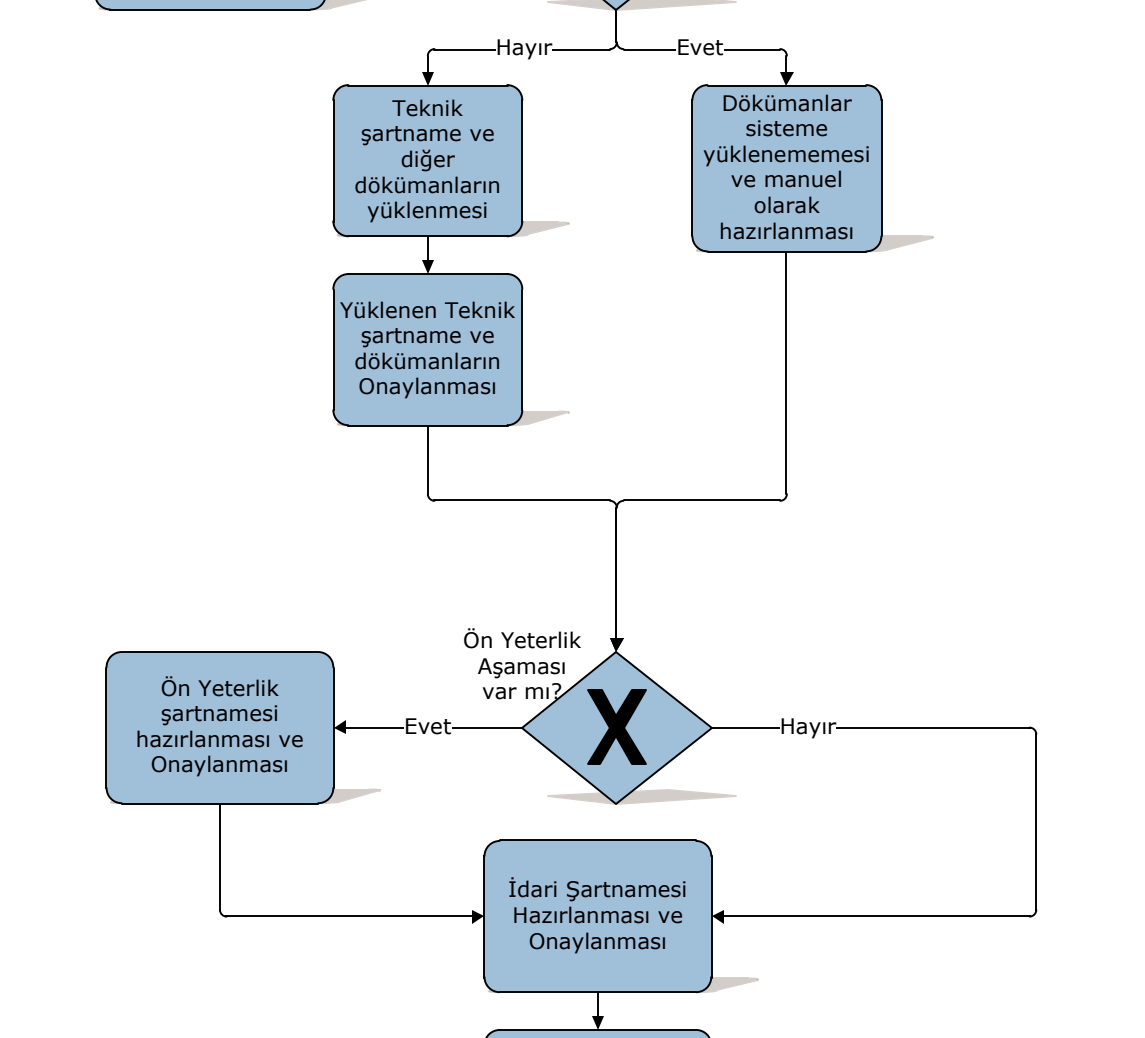 Hayır
Evet
Teknik
şartname ve
diğer
dökümanların
yüklenmesi
Dökümanlar
sisteme
yüklenememesi
ve manuel
olarak
hazırlanması
Yüklenen Teknik
şartname ve
dökümanların
Onaylanması
Ön Yeterlik
Aşaması
var mı?
Ön Yeterlik
şartnamesi
hazırlanması ve
Onaylanması
Evet
X
Hayır
İdari Şartnamesi
Hazırlanması ve
Onaylanması